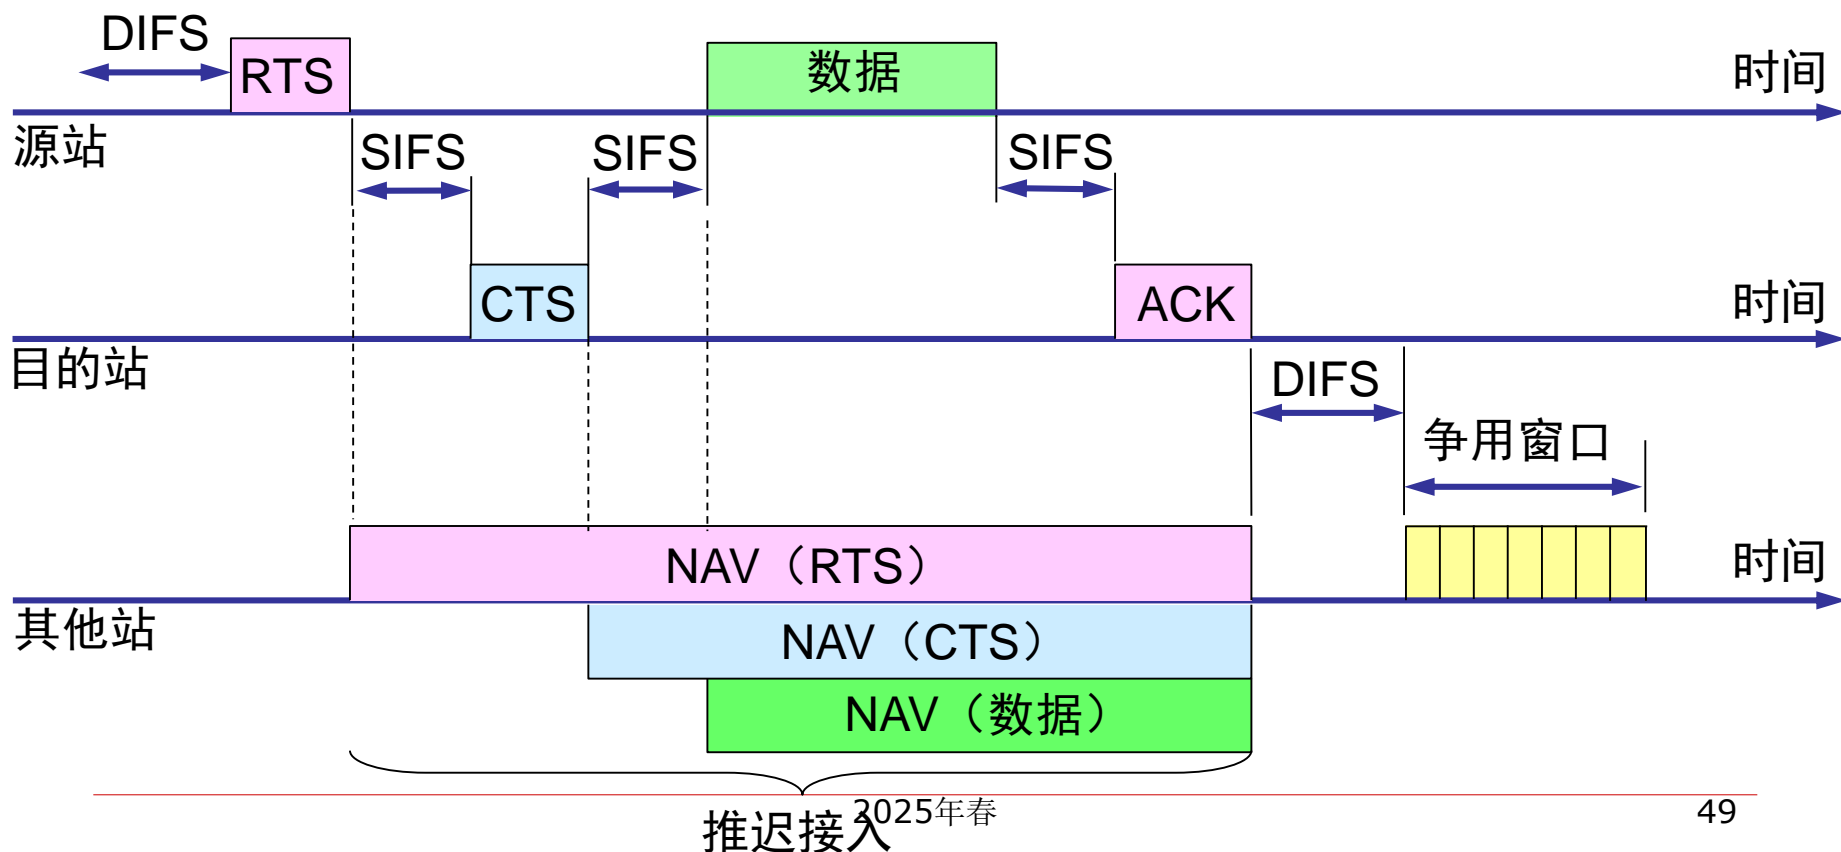 DIFS
RTS
数据
时间
源站
SIFS
SIFS
SIFS
CTS
ACK
时间
目的站
DIFS
争用窗口
NAV（RTS）
时间
其他站
NAV（CTS）
NAV（数据）
推迟接入
2025年春
49